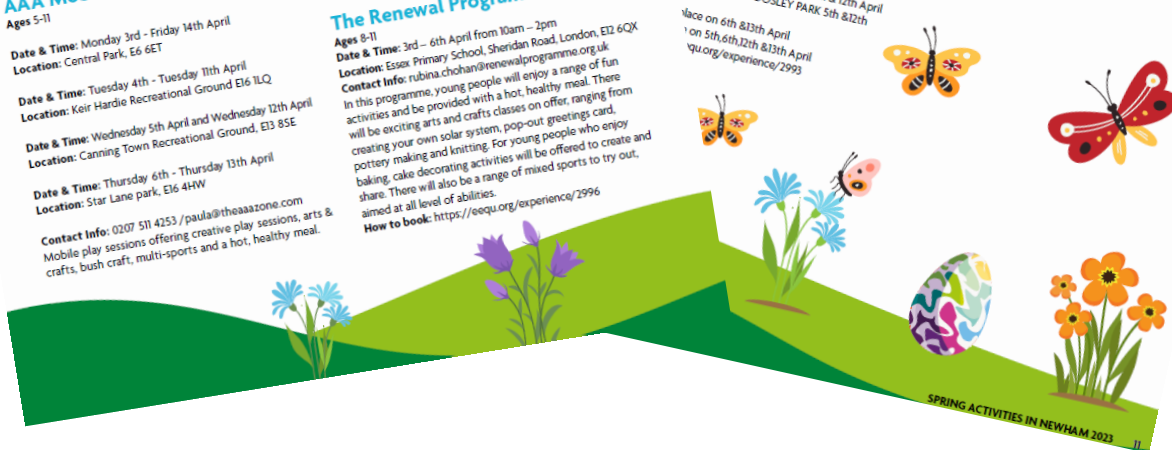 AAA
Ages 5-11
Date & Time: Monday 3rd - Friday 14th April
Location: Central Park, E6 6ET
Date & Time: Tuesday 4th - Tuesday 11th April
Location: Keir Hardie Recreational Ground E16 1LQ
Date & Time: Wednesday 5th April and Wednesday 12th April
Location: Canning Town Recreational Ground, E13 8SE
Date & Time: Thursday 6th - Thursday 13th April
Location: Star Lane park, E16 4HW
Contact Info: 0207 511 4253 /paula@theaaazone.com
Mobile play sessions offering creative play sessions, arts &
crafts, bush craft, multi-sports and a hot, healthy meal.
The Renewal
Ages 8-11
Date & Time: 3rd – 6th April from 10am – 2pm
Location: Essex Primary School, Sheridan Road, London, E12 6QX
Contact Info: rubina.chohan@renewalprogramme.org.uk
In this programme, young people will enjoy a range of fun
activities and be provided with a hot, healthy meal. There
will be exciting arts and crafts classes on offer, ranging from
creating your own solar system, pop-out greetings card,
pottery making and knitting. For young people who enjoy
baking, cake decorating activities will be offered to create and
share. There will also be a range of mixed sports to try out,
aimed at all level of abilities.
How to book: https://eequ.org/experience/2996
& 12th April
PARK 5th &12th
on 6th &13th April
on 5th,6th,12th &13th April
qu.org/experience/2993
SPRING ACTIVITIES IN NEWHAM 2023
11